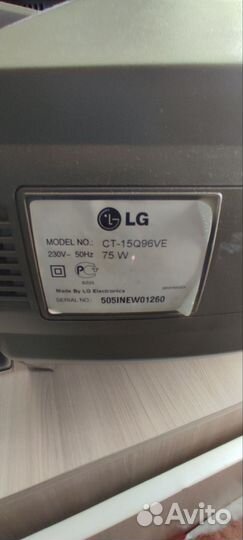 LG
MODEL NO.: CT-15Q96VE
230V~ 50Hz 75 W
Made By LG Electronics
SERIAL NO.: 505INEW01260
Avito